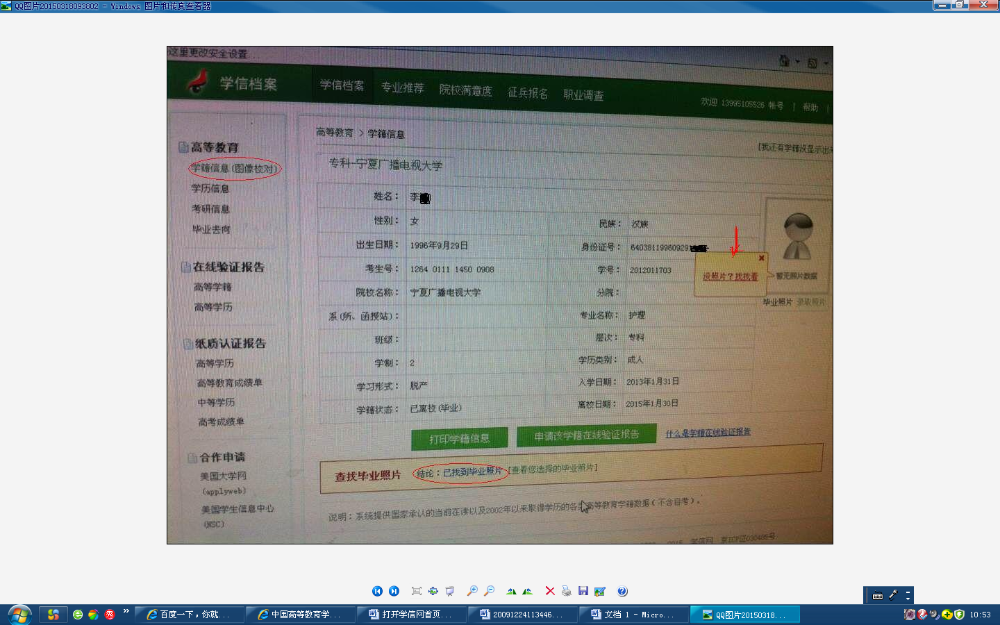 QQ图片20150318093802 - Windows 图片和传真查看器
这里更改安全设置...
学信档案
学信档案 专业推荐 院校满意度 征兵报名 职业调查
欢迎 13995105526 帐号 | 帮助 |
高等教育 > 学籍信息
[我还有学籍没显示出来
高等教育
学籍信息(图像校对)
学历信息
考研信息
毕业去向
在线验证报告
高等学籍
高等学历
纸质认证报告
高等学历
高等教育成绩单
中等学历
高考成绩单
合作申请
美国大学网
(applyweb)
美国学生信息中心
(NSC)
专科-宁夏广播电视大学
姓名： 李
性别： 女 民族： 汉族
出生日期： 1996年9月29日 身份证号： 64038119960929
考生号： 1264 0111 1450 0908 学号： 2012011703
院校名称： 宁夏广播电视大学 分院：
系(所、函授站)： 专业名称： 护理
班级： 层次： 专科
学制： 2 学历类别： 成人
学习形式： 脱产 入学日期： 2013年1月31日
学籍状态： 已离校(毕业) 离校日期： 2015年1月30日
没照片？找找看
暂无照片数据
毕业照片 录取照片
打印学籍信息 申请该学籍在线验证报告 什么是学籍在线验证报告
查找毕业照片 结论：已找到毕业照片 [查看您选择的毕业照片]
说明：系统提供国家承认的当前在读以及2002年以来取得学历的各类高等教育学籍数据(不含自考)。
2015 学信网 京ICP证030485号
百度一下，你就... 中国高等教育学... 打开学信网首页... 20091224113446... 文档 1 - Micro... QQ图片20150318... 10:53